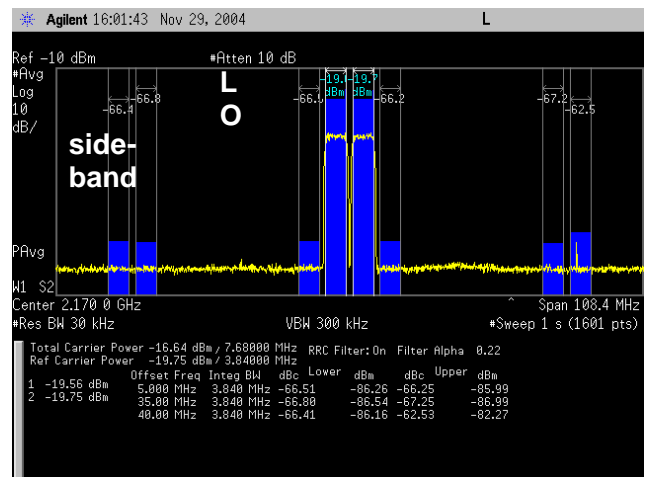 Agilent 16:01:43 Nov 29, 2004 L
Ref -10 dBm #Atten 10 dB
#Avg
Log
10
dB/
-66.4
-66.8
L
O
-66.5
-19.7
dBm
-66.2
-67.2
-62.5
side-
band
PAvg
W1 S2
Center 2.170 0 GHz ^ Span 108.4 MHz
#Res BW 30 kHz VBW 300 kHz #Sweep 1 s (1601 pts)
Total Carrier Power -16.64 dBm/ 7.68000 MHz RRC Filter: On Filter Alpha 0.22
Ref Carrier Power -19.75 dBm/ 3.84000 MHz
Offset Freq Integ BW dBc Lower dBm dBc Upper dBm
1 -19.56 dBm 5.000 MHz 3.840 MHz -66.51 -86.26 -66.25 -85.99
2 -19.75 dBm 35.00 MHz 3.840 MHz -66.80 -86.54 -67.25 -86.99
40.00 MHz 3.840 MHz -66.41 -86.16 -62.53 -82.27